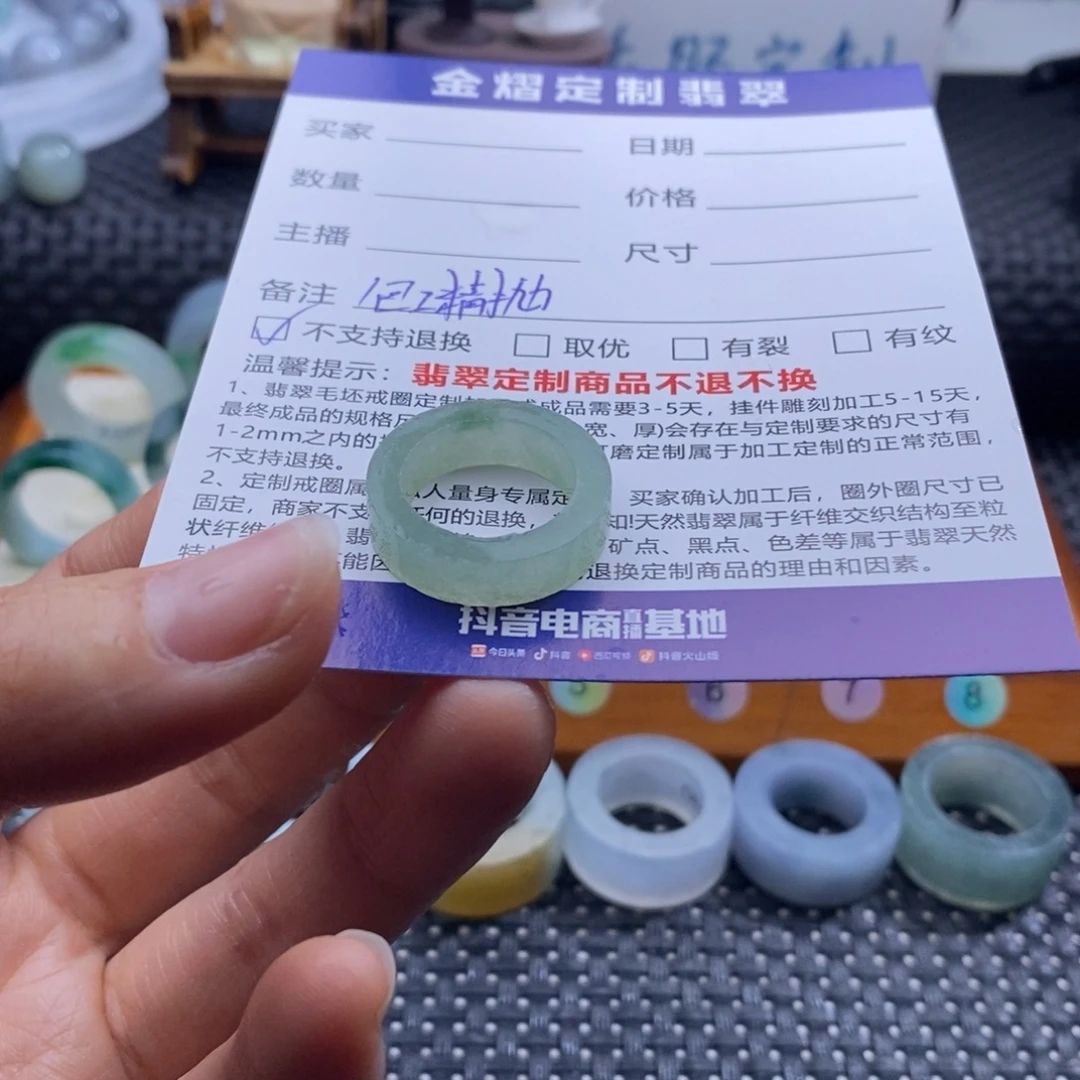 金熠定制翡翠
买家 日期
数量 价格
主播 尺寸
备注 包工精抛
不支持退换 取优 有裂 有纹
温馨提示：翡翠定制商品不退不换
1、翡翠毛坯戒圈定制加 成品需要3-5天，挂件雕刻加工5-15天，
最终成品的规格尺 宽、厚)会存在与定制要求的尺寸有
1-2mm之内的 磨定制属于加工定制的正常范围，
不支持退换。
2、定制戒圈属 人量身专属定 买家确认加工后，圈外圈尺寸已
固定，商家不支 任何的退换， 知!天然翡翠属于纤维交织结构至粒
状纤维 矿点、黑点、色差等属于翡翠天然
特 能因 退换定制商品的理由和因素。
抖音电商直播基地
今日头条 抖音 西瓜视频 抖音火山版
5 6 7 8